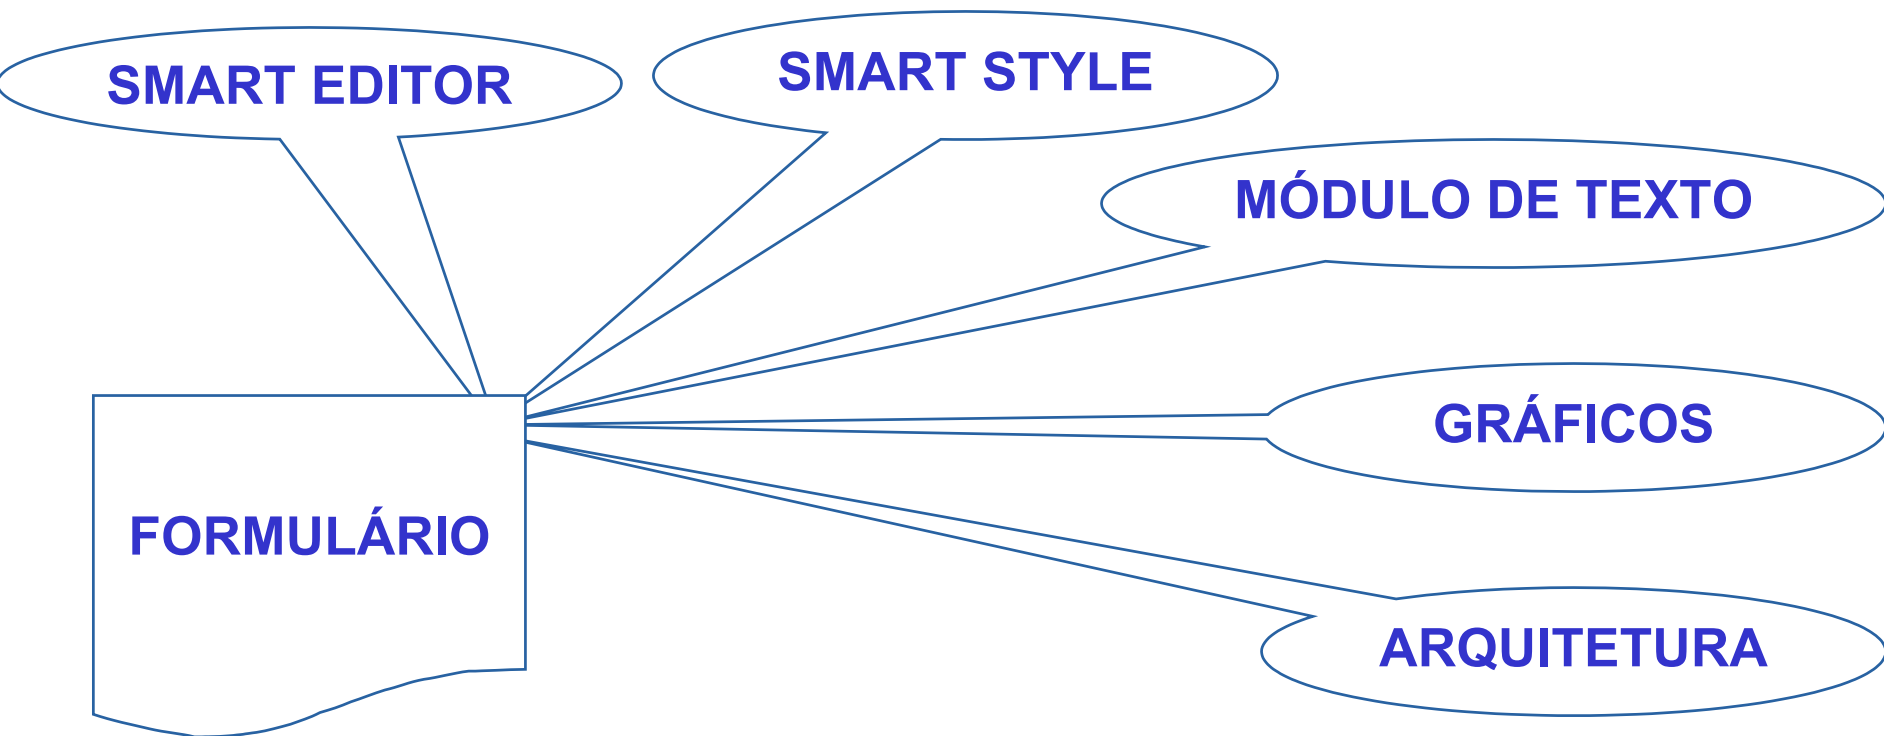 SMART EDITOR
SMART STYLE
MÓDULO DE TEXTO
GRÁFICOS
FORMULÁRIO
ARQUITETURA